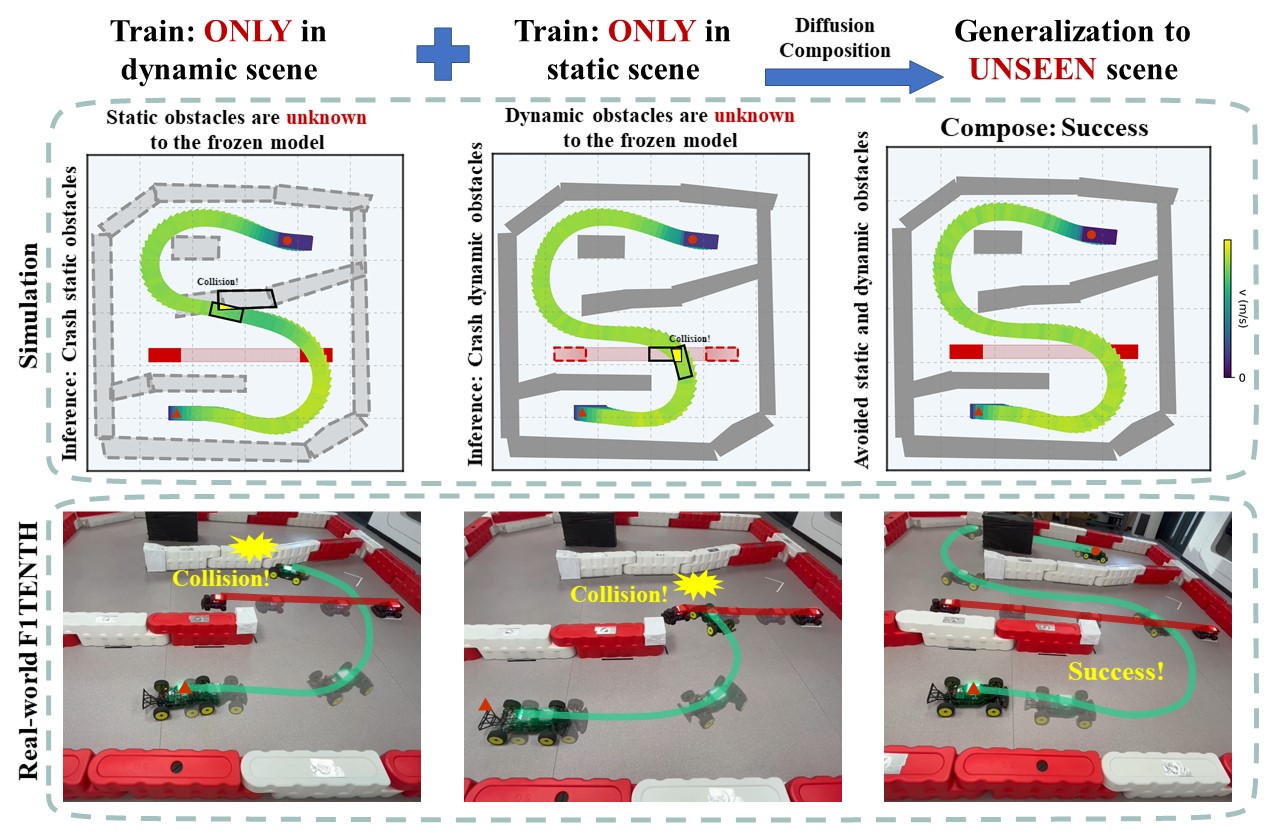 Train: ONLY in
dynamic scene
Train: ONLY in
static scene
Diffusion
Composition
Generalization to
UNSEEN scene
Simulation
Inference: Crash static obstacles
Static obstacles are unknown
to the frozen model
Collision!
Inference: Crash dynamic obstacles
Dynamic obstacles are unknown
to the frozen model
Collision!
Avoided static and dynamic obstacles
Compose: Success
v (m/s)
0
Real-world F1TENTH
Collision!
Collision!
Success!